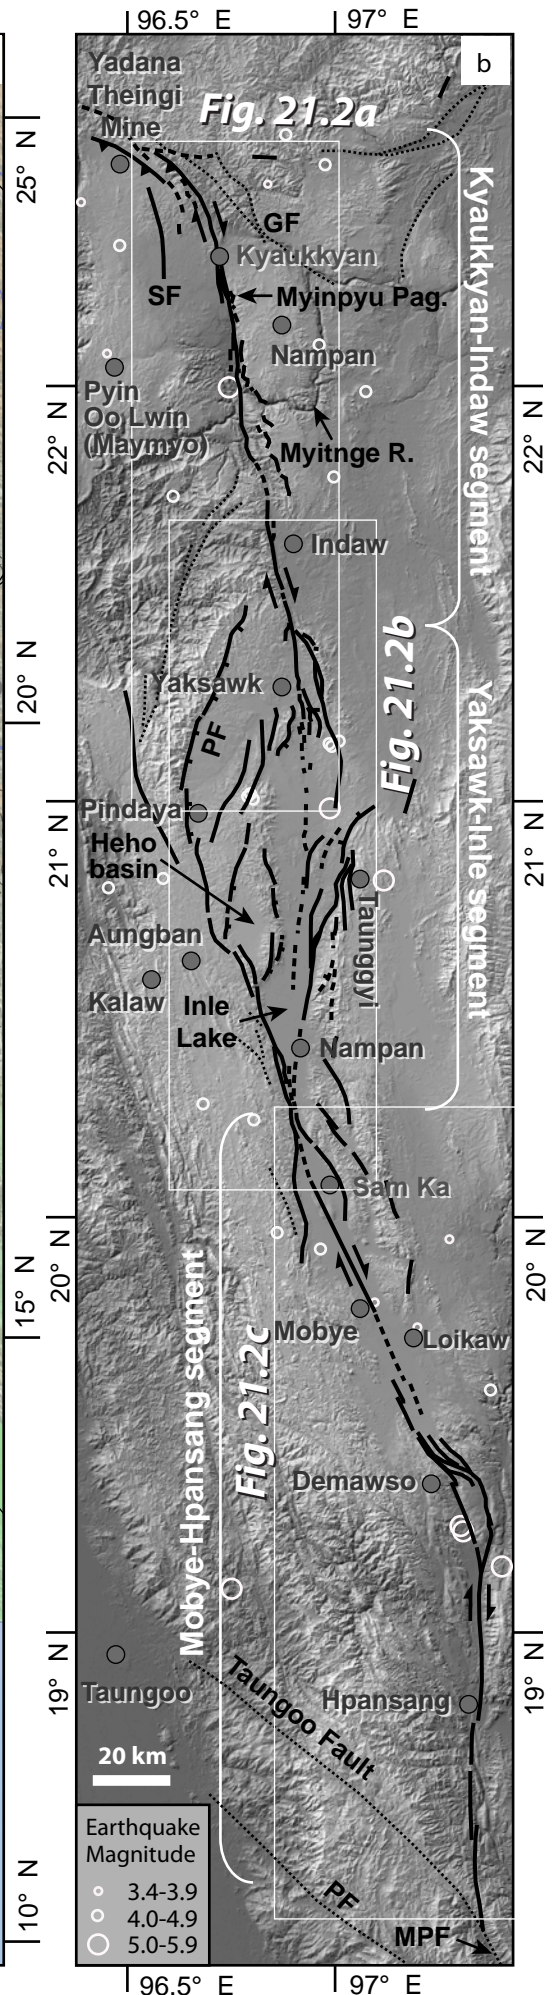 96.5° E
97° E
b
Yadana
Theingi
Mine
Fig. 21.2a
25° N
GF
Kyaukkyan
SF
Myinpyu Pag.
Nampan
Pyin
Oo Lwin
(Maymyo)
22° N
22° N
Myitnge R.
Kyaukkyan-Indaw segment
Indaw
Yaksawk
20° N
PF
Fig. 21.2b
Yaksawk-Inle segment
Pindaya
21° N
21° N
Heho
basin
Taunggyi
Aungban
Kalaw
Inle
Lake
Nampan
Sam Ka
20° N
20° N
15° N
Mobye-Hpansang segment
Fig. 21.2c
Mobye
Loikaw
Demawso
19° N
19° N
Taungoo
Taungoo Fault
Hpansang
20 km
Earthquake
Magnitude
3.4-3.9
4.0-4.9
5.0-5.9
PF
MPF
10° N
96.5° E
97° E